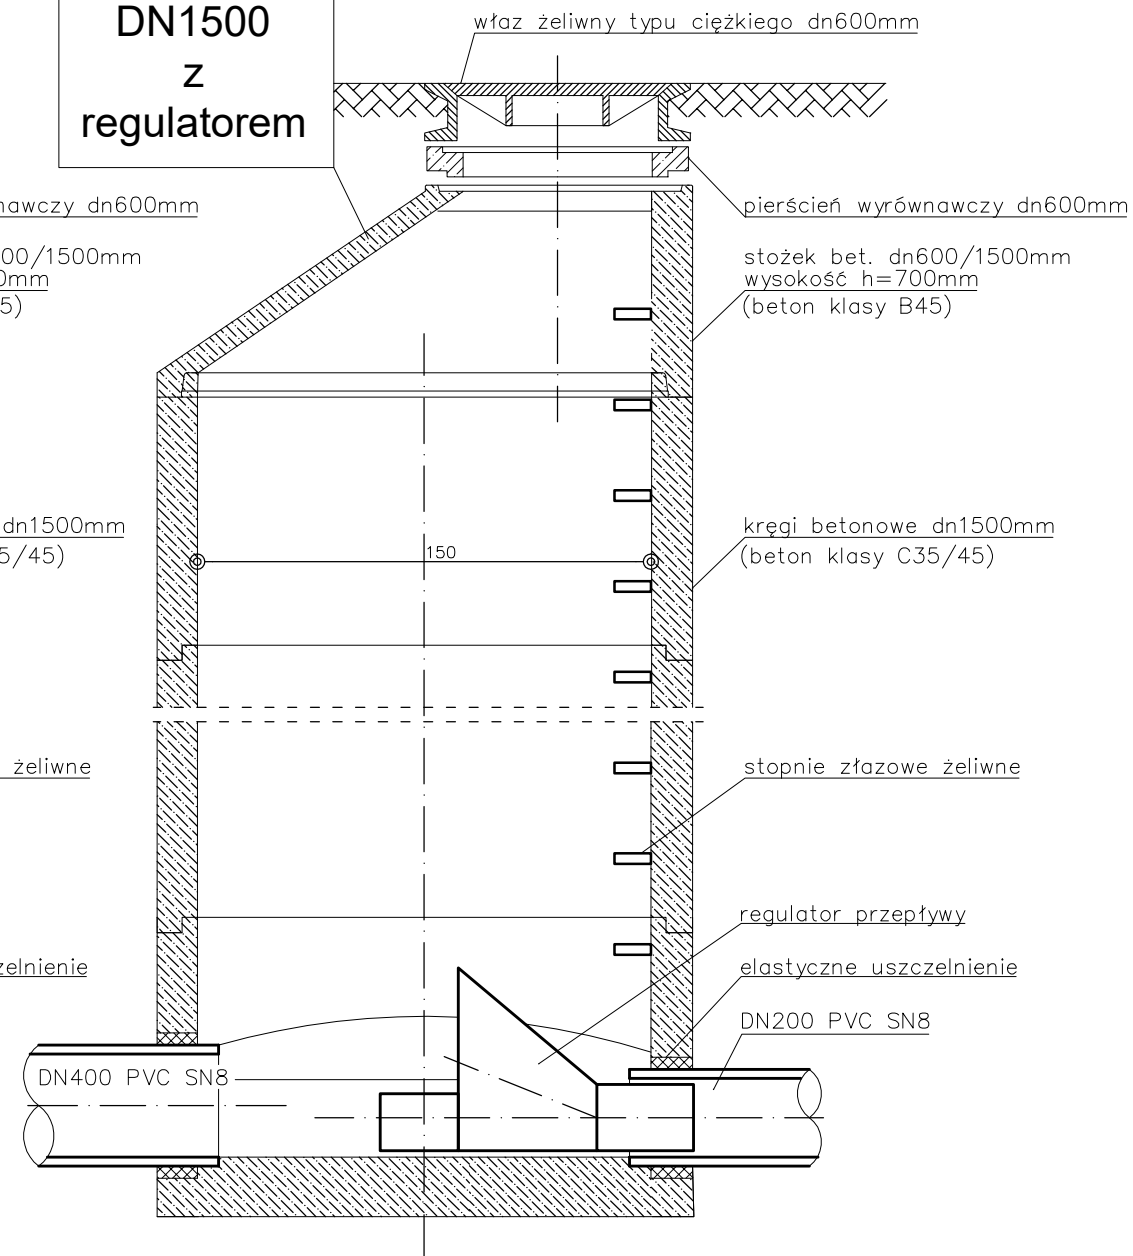 DN1500
z
regulatorem
właz żeliwny typu ciężkiego dn600mm
nawczy dn600mm
00/1500mm
0mm
5)
pierścień wyrównawczy dn600mm
stożek bet. dn600/1500mm
wysokość h=700mm
(beton klasy B45)
dn1500mm
5/45)
150
kręgi betonowe dn1500mm
(beton klasy C35/45)
żeliwne
stopnie złazowe żeliwne
regulator przepływy
zelnienie
elastyczne uszczelnienie
DN200 PVC SN8
DN400 PVC SN8